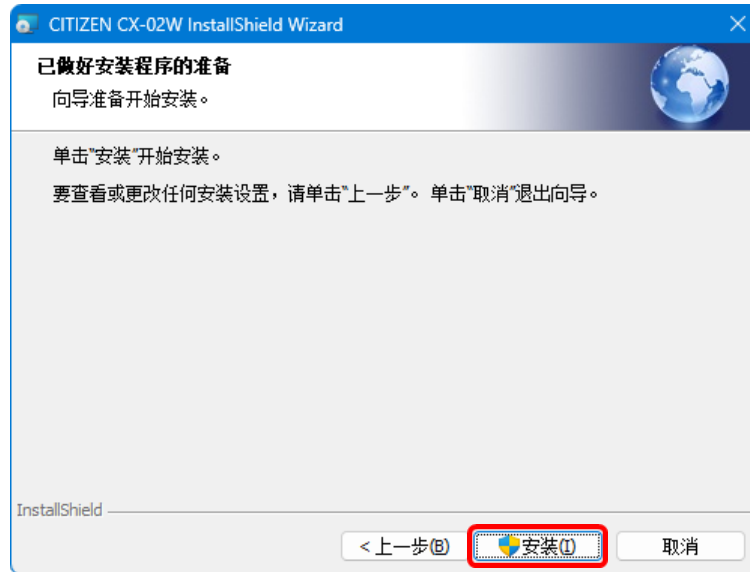 CITIZEN CX-02W InstallShield Wizard
已做好安装程序的准备
向导准备开始安装。
单击"安装"开始安装。
要查看或更改任何安装设置，请单击"上一步"。单击"取消"退出向导。
InstallShield
< 上一步(B)
安装(I)
取消